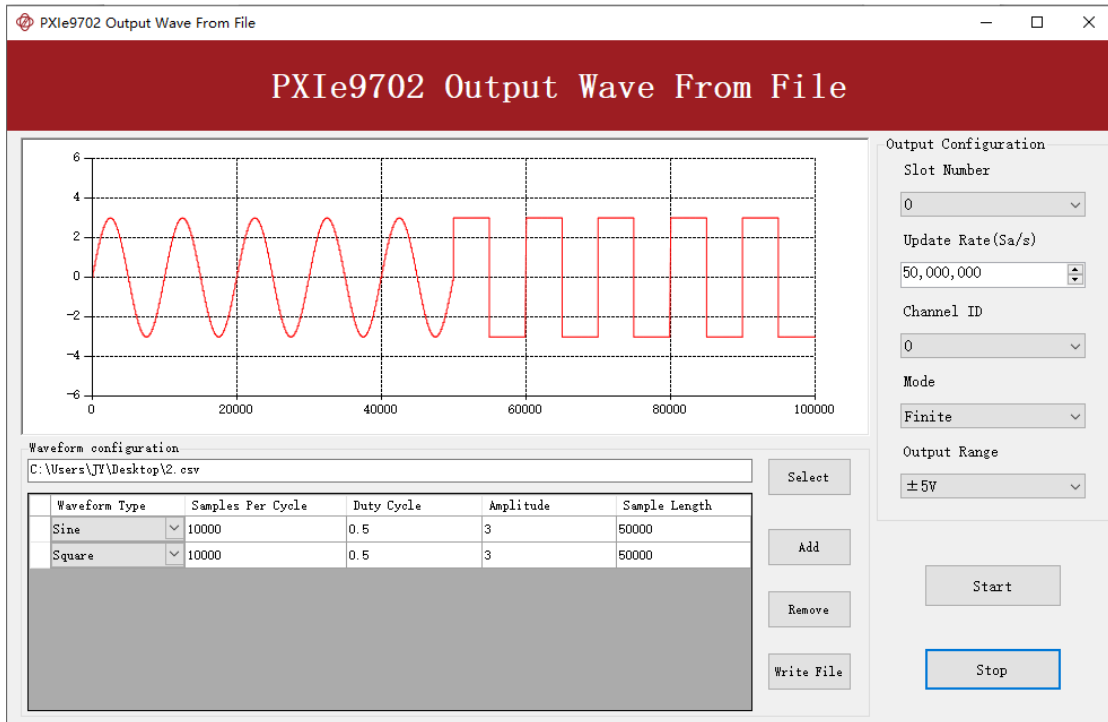 PXIe9702 Output Wave From File
PXIe9702 Output Wave From File
6
4
2
0
-2
-4
-6
0 20000 40000 60000 80000 100000
Output Configuration
Slot Number
0
Update Rate(Sa/s)
50,000,000
Channel ID
0
Mode
Finite
Output Range
±5V
Waveform configuration
C:\Users\JY\Desktop\2.csv
Select
Waveform Type Samples Per Cycle Duty Cycle Amplitude Sample Length
Sine 10000 0.5 3 50000
Square 10000 0.5 3 50000
Add
Remove
Write File
Start
Stop